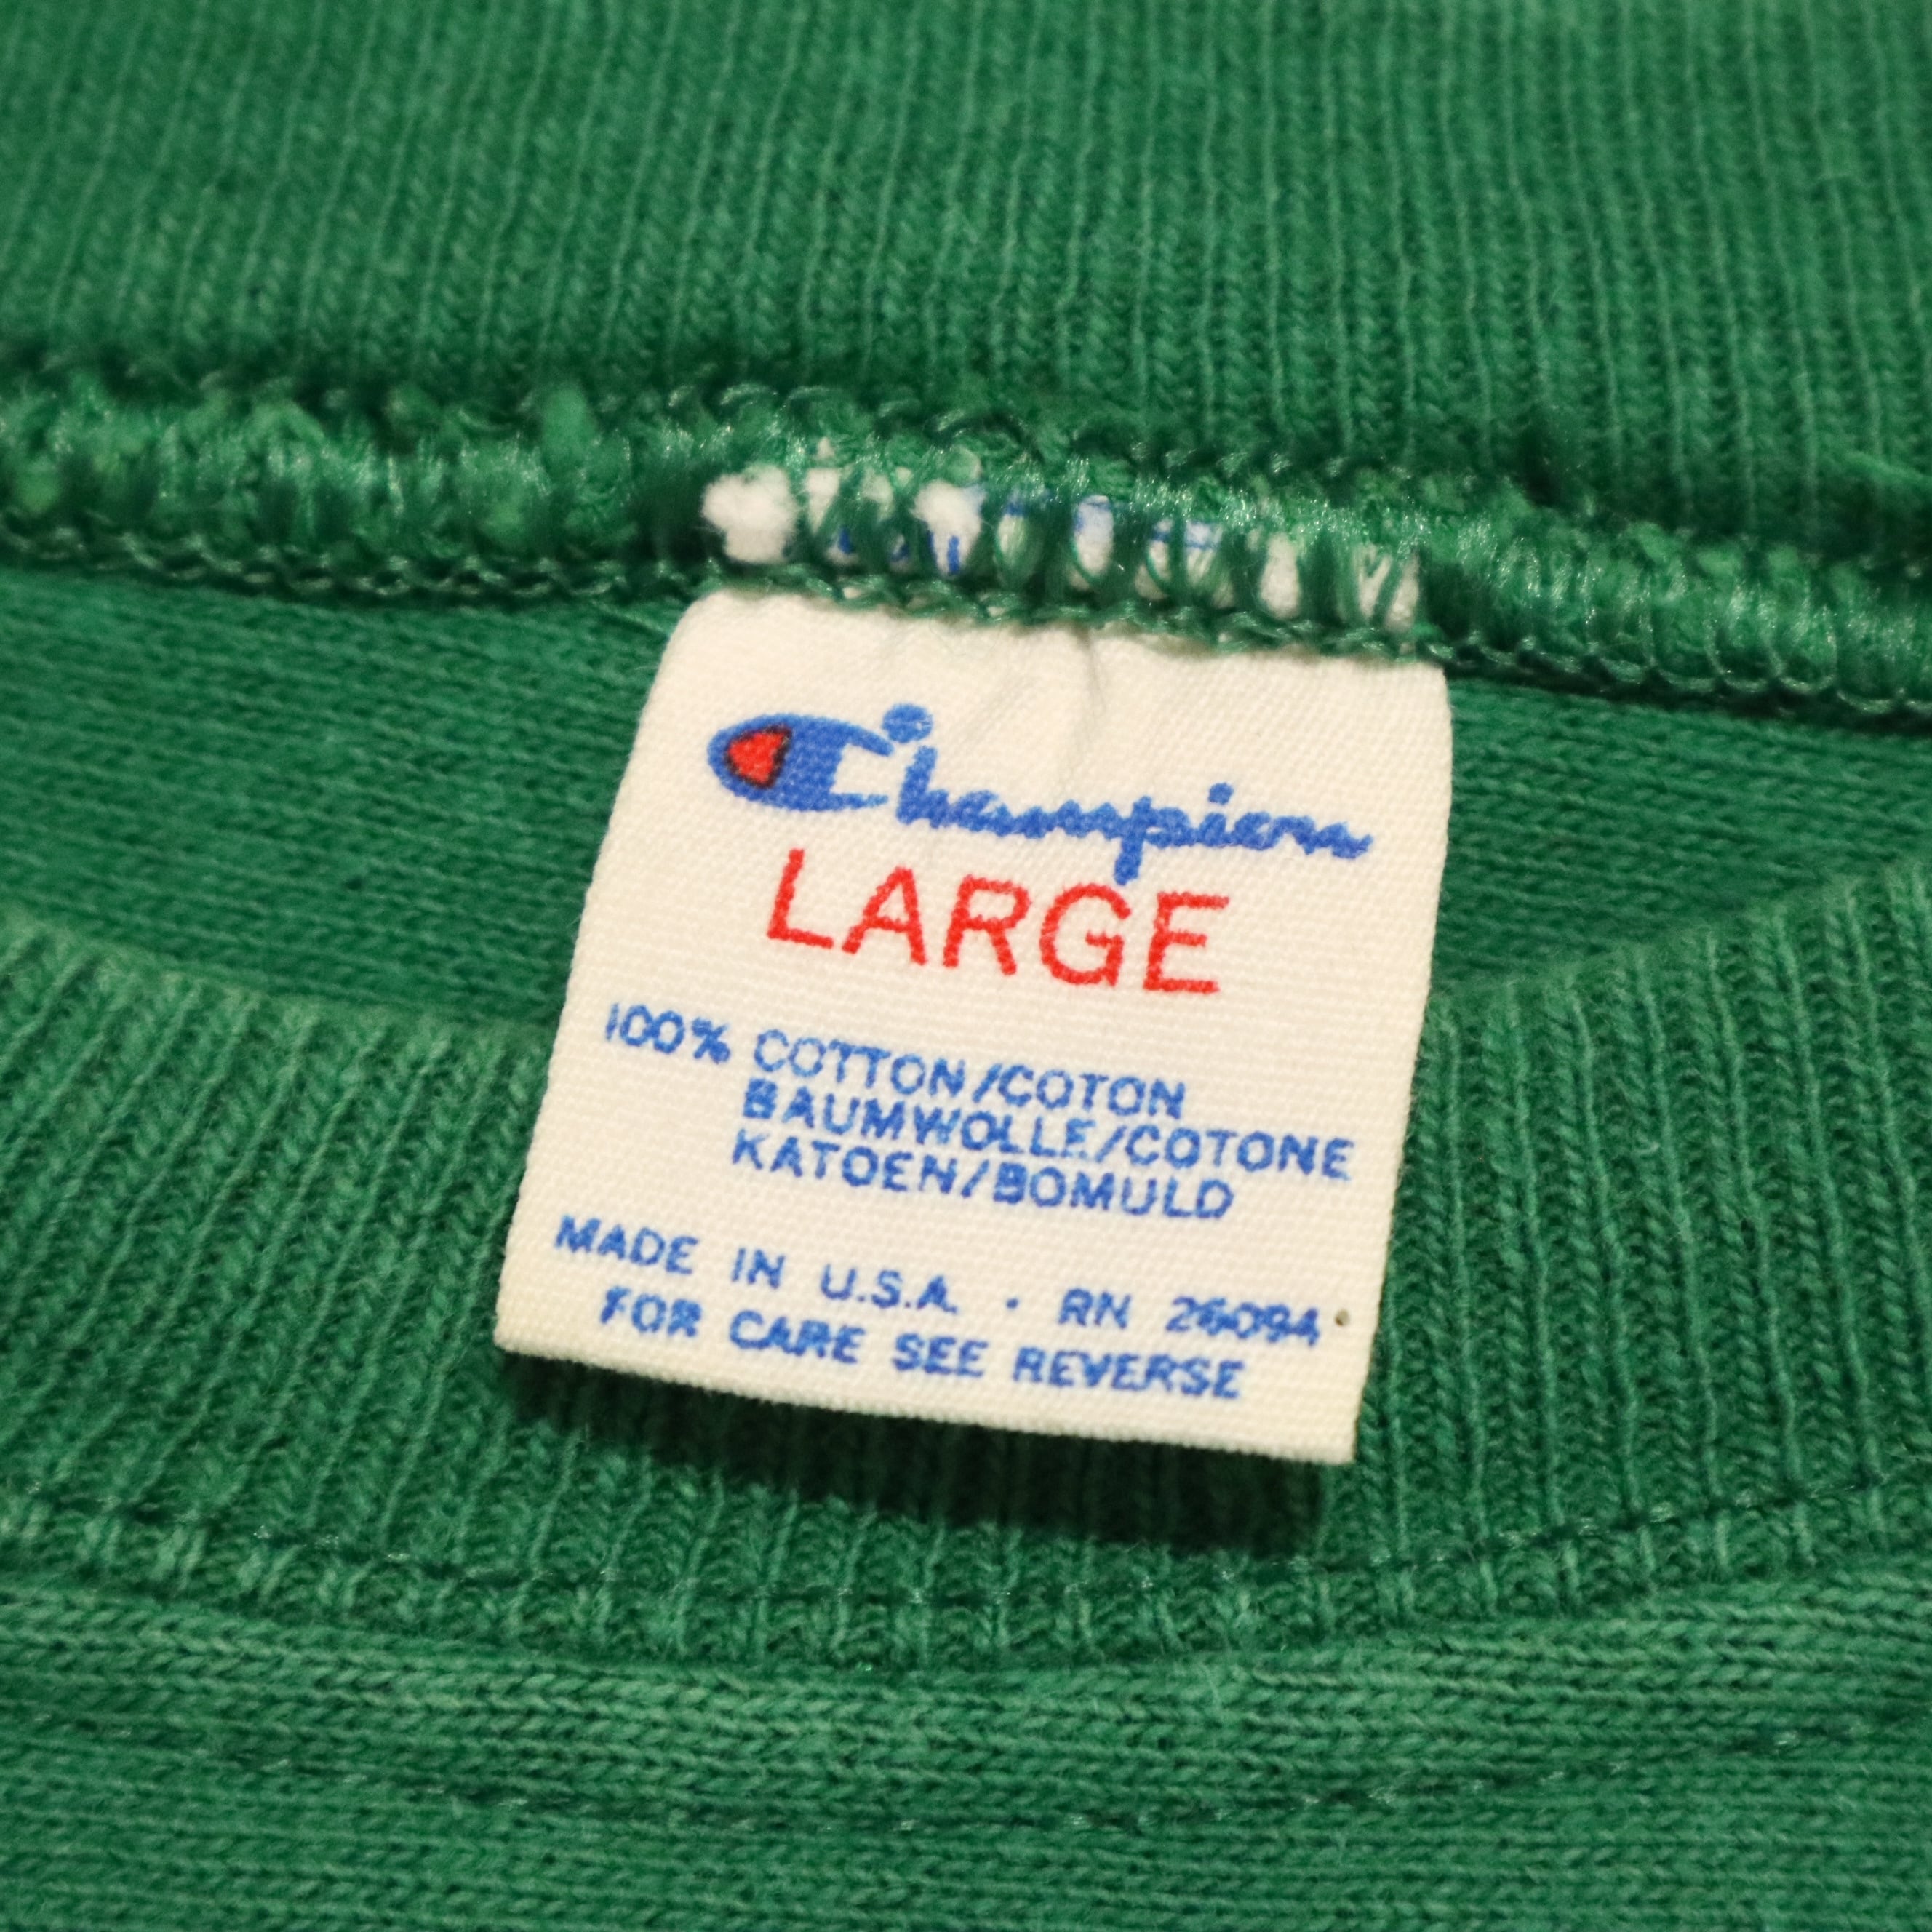 Champion
LARGE
100% COTTON/COTON
BAUMWOLLE/COTONE
KATOEN/BOMULD
MADE IN U.S.A. · RN 26094
FOR CARE SEE REVERSE